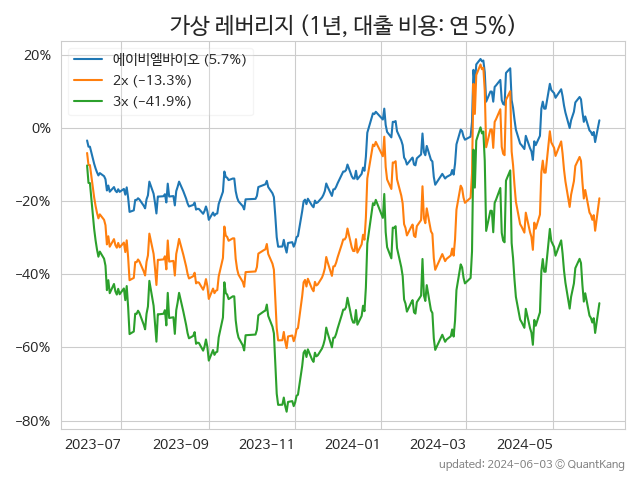 가상 레버리지 (1년, 대출 비용: 연 5%)
에이비엘바이오 (5.7%)
2x (−13.3%)
3x (−41.9%)
20%
0%
−20%
−40%
−60%
−80%
2023-07 2023-09 2023-11 2024-01 2024-03 2024-05
updated: 2024-06-03 © QuantKang